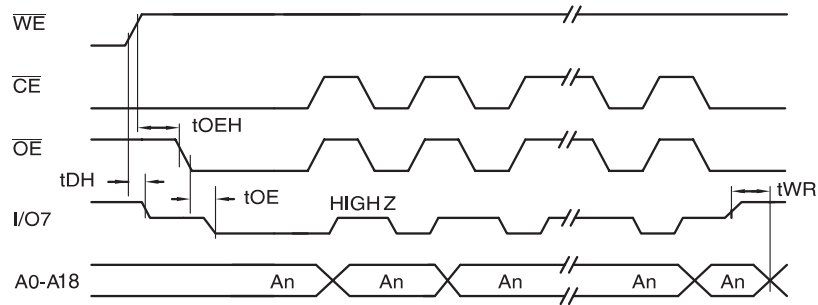 WE
CE
tOEH
OE
tDH
tOE
tWR
HIGH Z
I/O7
A0-A18 An An An An An